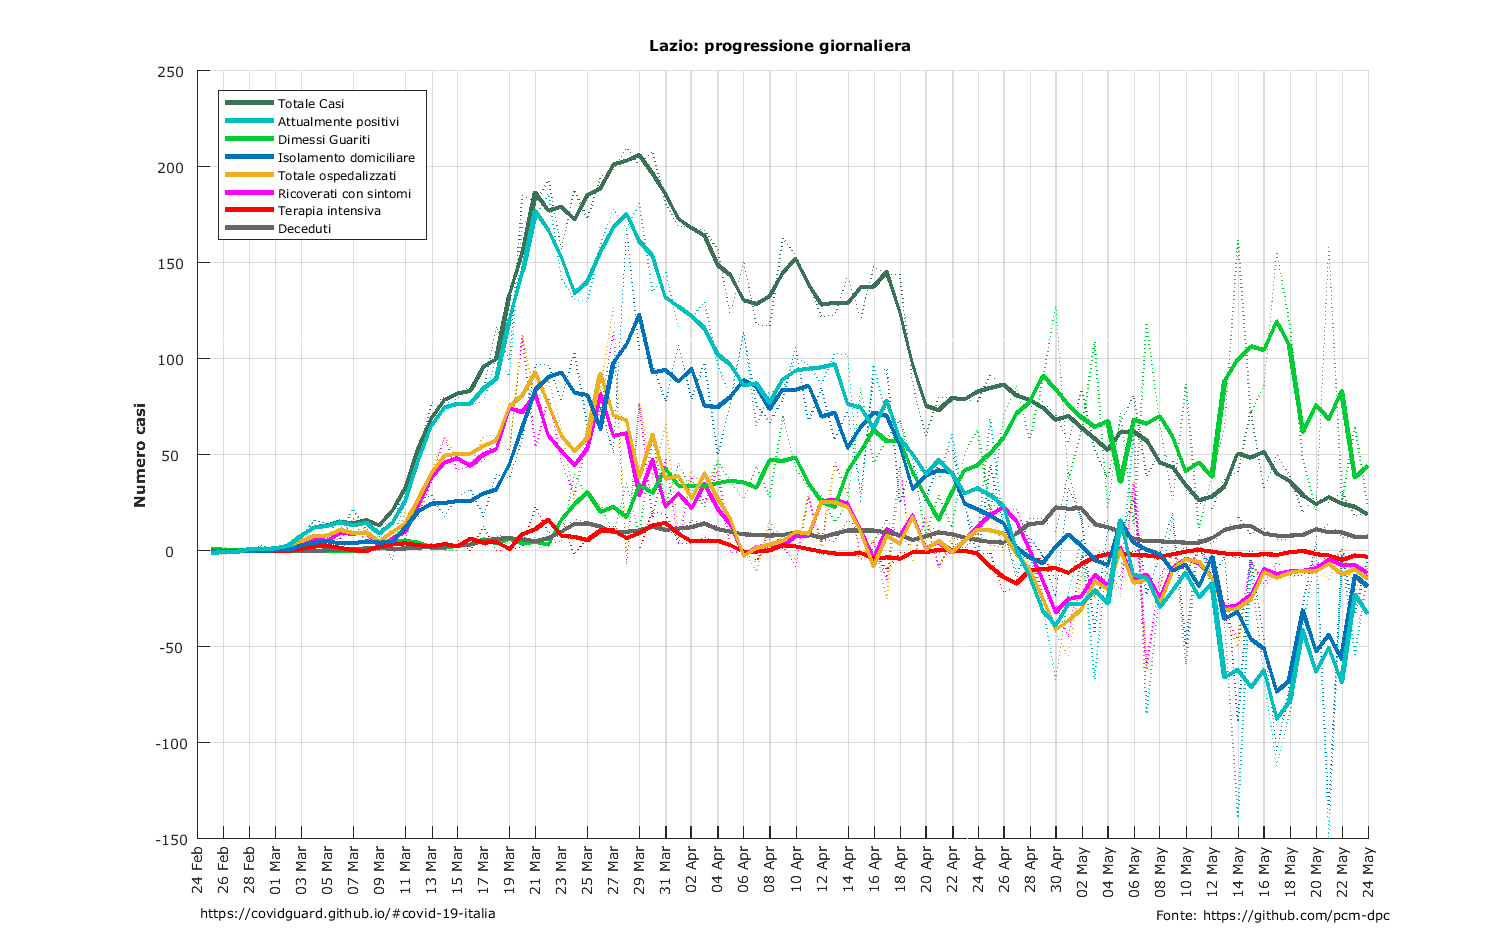 Lazio: progressione giornaliera
Numero casi
250
200
150
100
50
0
-50
-100
-150
Totale Casi
Attualmente positivi
Dimessi Guariti
Isolamento domiciliare
Totale ospedalizzati
Ricoverati con sintomi
Terapia intensiva
Deceduti
24 Feb
26 Feb
28 Feb
01 Mar
03 Mar
05 Mar
07 Mar
09 Mar
11 Mar
13 Mar
15 Mar
17 Mar
19 Mar
21 Mar
23 Mar
25 Mar
27 Mar
29 Mar
31 Mar
02 Apr
04 Apr
06 Apr
08 Apr
10 Apr
12 Apr
14 Apr
16 Apr
18 Apr
20 Apr
22 Apr
24 Apr
26 Apr
28 Apr
30 Apr
02 May
04 May
06 May
08 May
10 May
12 May
14 May
16 May
18 May
20 May
22 May
24 May
https://covidguard.github.io/#covid-19-italia
Fonte: https://github.com/pcm-dpc